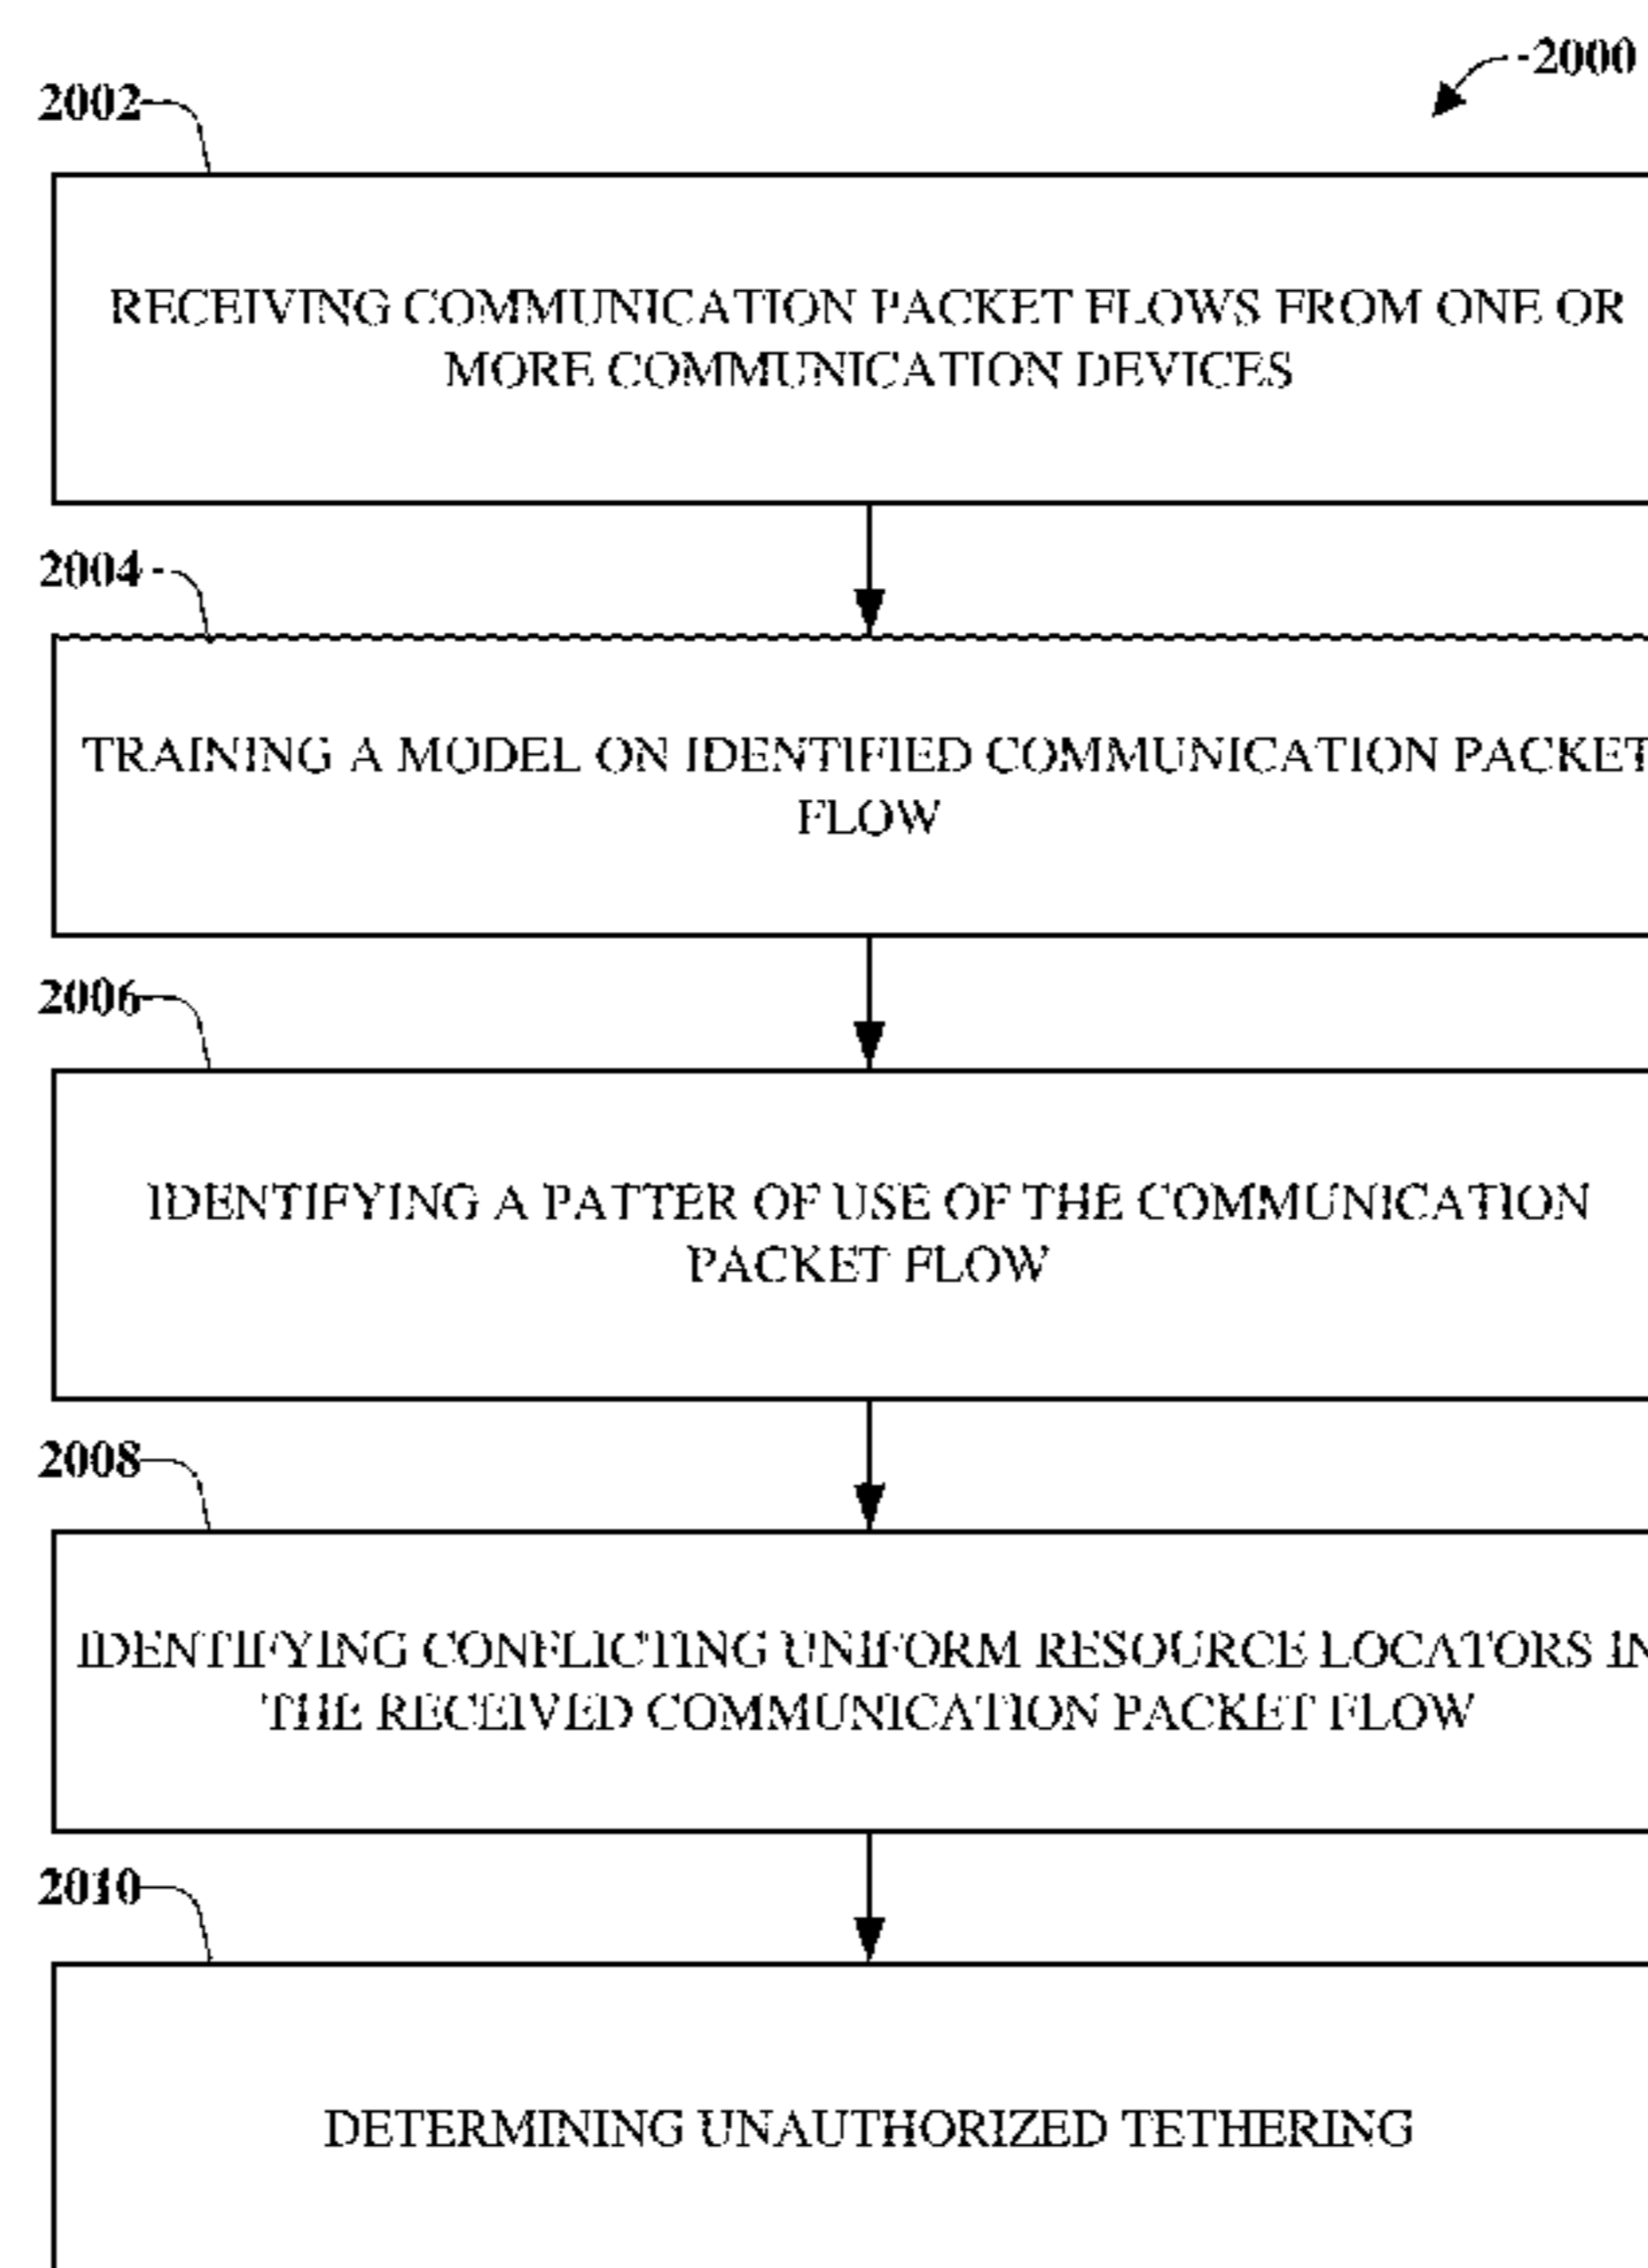 2000
2002
RECEIVING COMMUNICATION PACKET FLOWS FROM ONE OR
MORE COMMUNICATION DEVICES
2004
TRAINING A MODEL ON IDENTIFIED COMMUNICATION PACKET
FLOW
2006
IDENTIFYING A PATTER OF USE OF THE COMMUNICATION
PACKET FLOW
2008
IDENTIFYING CONFLICTING UNIFORM RESOURCE LOCATORS IN
THE RECEIVED COMMUNICATION PACKET FLOW
2010
DETERMINING UNAUTHORIZED TETHERING